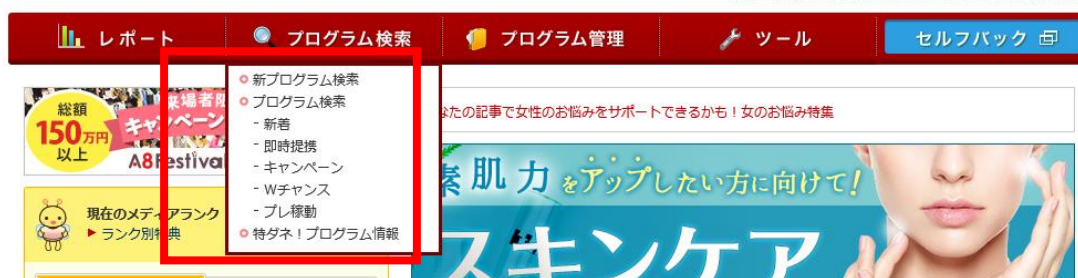 レポート
プログラム検索
プログラム管理
ツール
セルフバック
新プログラム検索
プログラム検索
- 新着
- 即時提携
- キャンペーン
- Wチャンス
- プレ稼動
特ダネ!プログラム情報
総額
150万円
以上
来場者限
キャンペーン
A8Festival
なたの記事で女性のお悩みをサポートできるかも!女のお悩み特集
現在のメディアランク
ランク別特典
素肌力をアップしたい方に向けて!
スキンケア